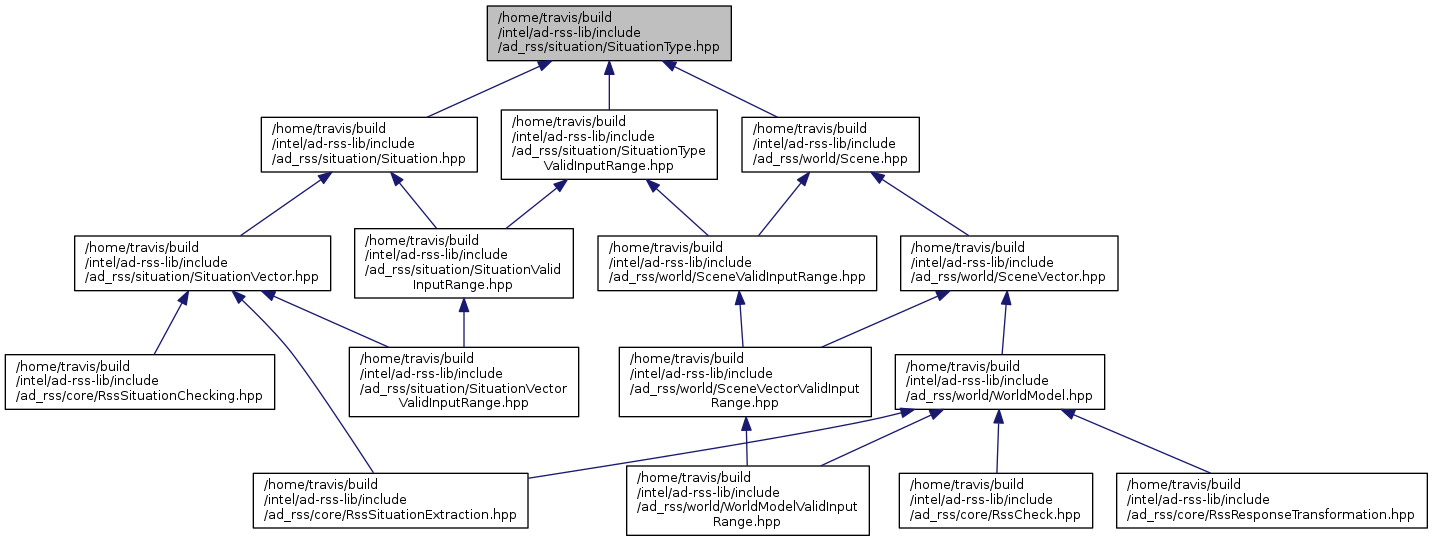 /home/travis/build
/intel/ad-rss-lib/include
/ad_rss/situation/SituationType.hpp
/home/travis/build
/intel/ad-rss-lib/include
/ad_rss/situation/Situation.hpp
/home/travis/build
/intel/ad-rss-lib/include
/ad_rss/situation/SituationType
ValidInputRange.hpp
/home/travis/build
/intel/ad-rss-lib/include
/ad_rss/world/Scene.hpp
/home/travis/build
/intel/ad-rss-lib/include
/ad_rss/situation/SituationVector.hpp
/home/travis/build
/intel/ad-rss-lib/include
/ad_rss/situation/SituationValid
InputRange.hpp
/home/travis/build
/intel/ad-rss-lib/include
/ad_rss/world/SceneValidInputRange.hpp
/home/travis/build
/intel/ad-rss-lib/include
/ad_rss/world/SceneVector.hpp
/home/travis/build
/intel/ad-rss-lib/include
/ad_rss/core/RssSituationChecking.hpp
/home/travis/build
/intel/ad-rss-lib/include
/ad_rss/situation/SituationVector
ValidInputRange.hpp
/home/travis/build
/intel/ad-rss-lib/include
/ad_rss/world/SceneVectorValidInput
Range.hpp
/home/travis/build
/intel/ad-rss-lib/include
/ad_rss/world/WorldModel.hpp
/home/travis/build
/intel/ad-rss-lib/include
/ad_rss/core/RssSituationExtraction.hpp
/home/travis/build
/intel/ad-rss-lib/include
/ad_rss/world/WorldModelValidInput
Range.hpp
/home/travis/build
/intel/ad-rss-lib/include
/ad_rss/core/RssCheck.hpp
/home/travis/build
/intel/ad-rss-lib/include
/ad_rss/core/RssResponseTransformation.hpp